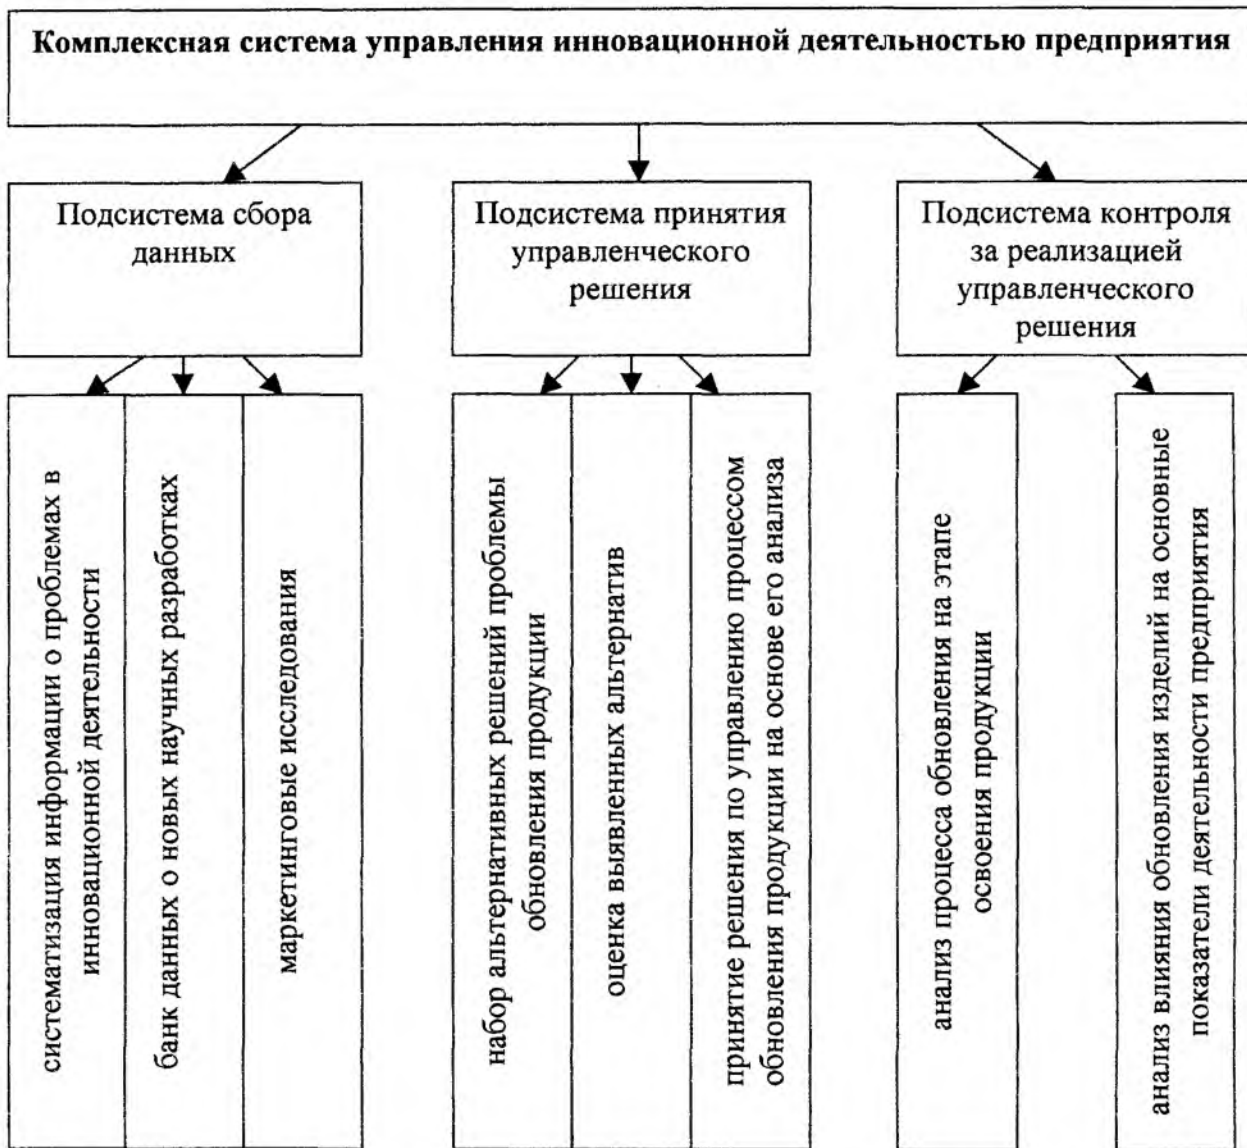 Комплексная система управления инновационной деятельностью предприятия
Подсистема сбора
данных
Подсистема принятия
управленческого
решения
Подсистема контроля
за реализацией
управленческого
решения
систематизация информации о проблемах в
инновационной деятельности
банк данных о новых научных разработках
маркетинговые исследования
набор альтернативных решений проблемы
обновления продукции
оценка выявленных альтернатив
принятие решения по управлению процессом
обновления продукции на основе его анализа
анализ процесса обновления на этапе
освоения продукции
анализ влияния обновления изделий на основные
показатели деятельности предприятия